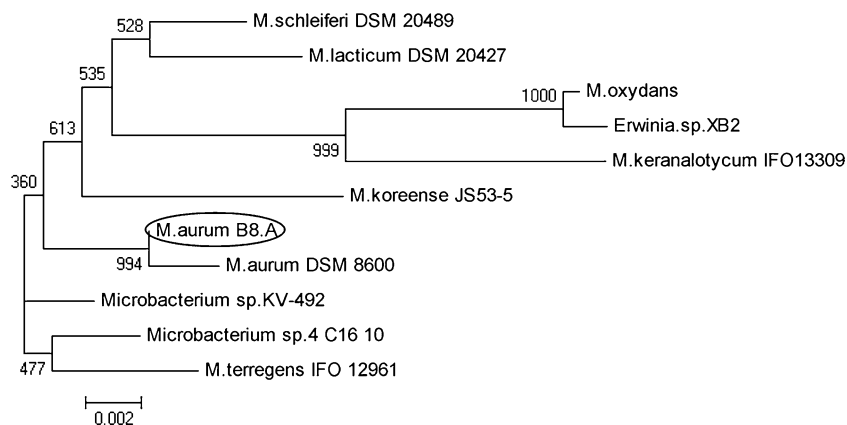 528
M.schleiferi DSM 20489
M.lacticum DSM 20427
535
1000
M.oxydans
Erwinia.sp.XB2
613
999
M.keranalotycum IFO13309
360
M.koreense JS53-5
M.aurum B8.A
994
M.aurum DSM 8600
Microbacterium sp.KV-492
Microbacterium sp.4 C16 10
477
M.terregens IFO 12961
0.002